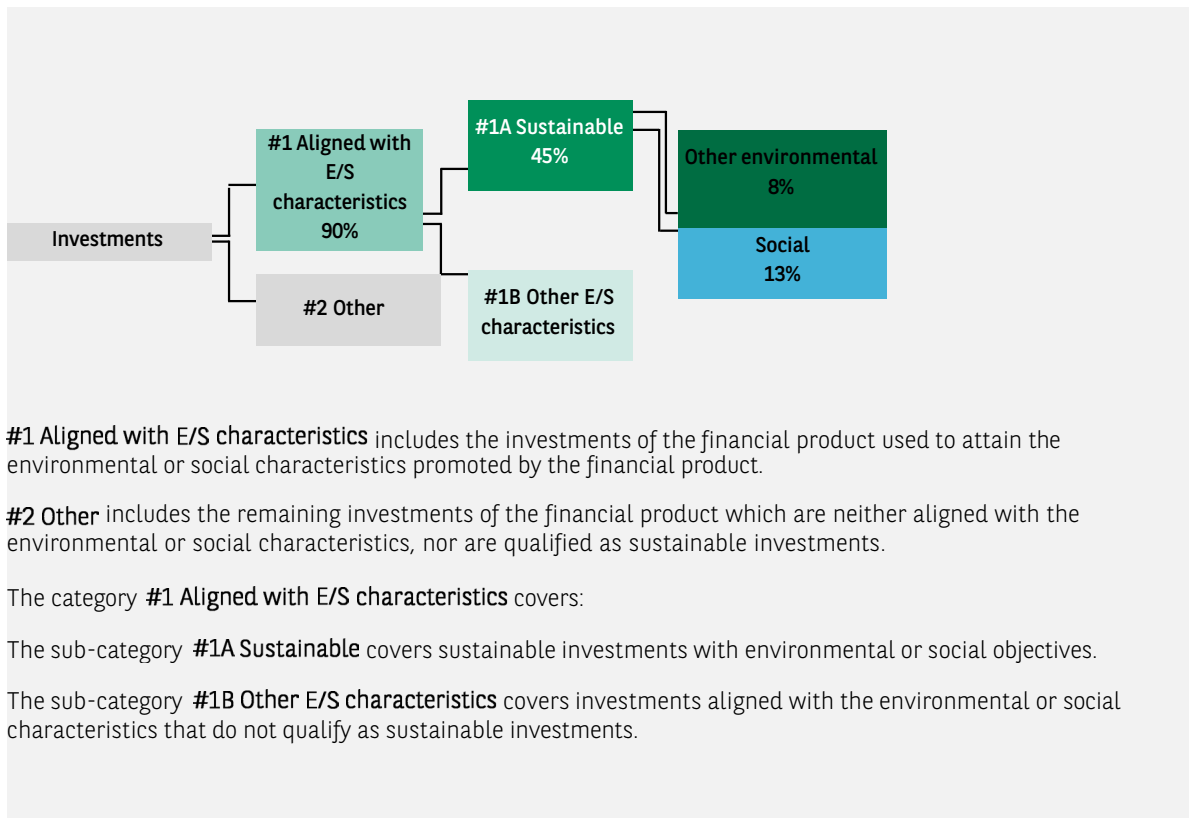 #1A Sustainable
45%
#1 Aligned with
E/S
characteristics
90%
Other environmental
8%
Investments
Social
13%
#2 Other
#1B Other E/S
characteristics
#1 Aligned with E/S characteristics includes the investments of the financial product used to attain the
environmental or social characteristics promoted by the financial product.
#2 Other includes the remaining investments of the financial product which are neither aligned with the
environmental or social characteristics, nor are qualified as sustainable investments.
The category #1 Aligned with E/S characteristics covers:
The sub-category #1A Sustainable covers sustainable investments with environmental or social objectives.
The sub-category #1B Other E/S characteristics covers investments aligned with the environmental or social
characteristics that do not qualify as sustainable investments.